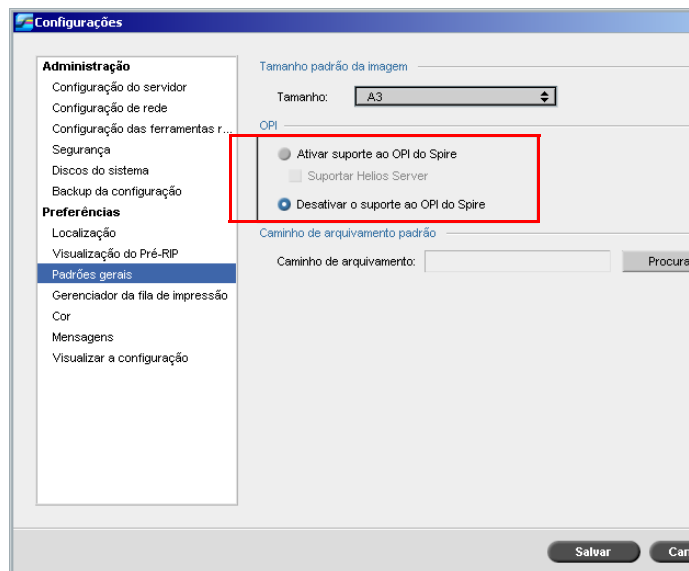 Configurações
Administração
Configuração do servidor
Configuração de rede
Configuração das ferramentas r...
Segurança
Discos do sistema
Backup da configuração
Preferências
Localização
Visualização do Pré-RIP
Padrões gerais
Gerenciador da fila de impressão
Cor
Mensagens
Visualizar a configuração
Tamanho padrão da imagem
Tamanho: A3
OPI
Ativar suporte ao OPI do Spire
Suportar Helios Server
Desativar o suporte ao OPI do Spire
Caminho de arquivamento padrão
Caminho de arquivamento: Procura
Salvar Can